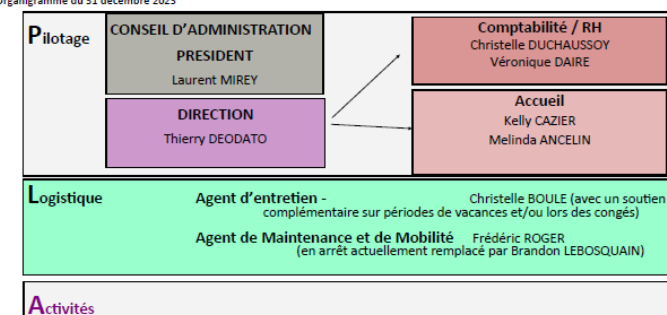 Organigramme du 31 décembre 2025
Pilotage
CONSEIL D'ADMINISTRATION
PRESIDENT
Laurent MIREY
DIRECTION
Thierry DEODATO
Comptabilité / RH
Christelle DUCHAUSSOY
Véronique DAIRE
Accueil
Kelly CAZIER
Melinda ANCELIN
Logistique
Agent d'entretien - Christelle BOULE (avec un soutien
complémentaire sur périodes de vacances et/ou lors des congés)
Agent de Maintenance et de Mobilité Frédéric ROGER
(en arrêt actuellement remplacé par Brandon LEBOSQUAIN)
Activités